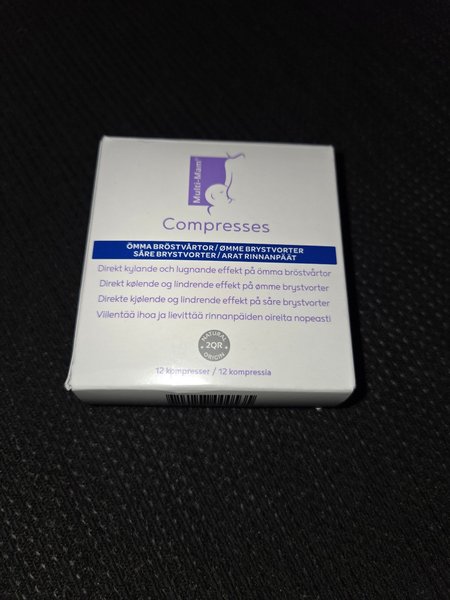 Multi-Mam®
Compresses
ÖMMA BRÖSTVÅRTOR / ØMME BRYSTVORTER
SÅRE BRYSTVORTER / ARAT RINNANPÄÄT
Direkt kylande och lugnande effekt på ömma bröstvårtor
Direkt kølende og lindrende effekt på ømme brystvorter
Direkte kjølende og lindrende effekt på såre brystvorter
Viilentää ihoa ja lievittää rinnanpäiden oireita nopeasti
NATURAL
2QR
ORIGIN
12 kompresser / 12 kompressia